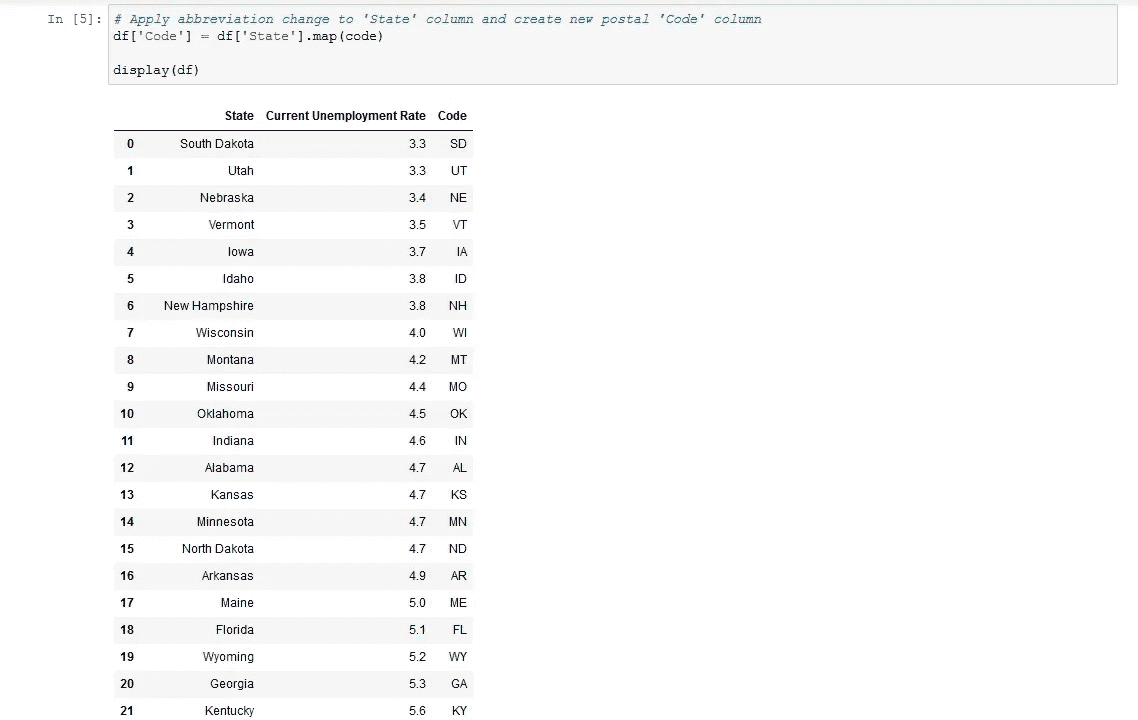 In [5]: # Apply abbreviation change to 'State' column and create new postal 'Code' column
df['Code'] = df['State'].map(code)
display(df)
State Current Unemployment Rate Code
0 South Dakota 3.3 SD
1 Utah 3.3 UT
2 Nebraska 3.4 NE
3 Vermont 3.5 VT
4 Iowa 3.7 IA
5 Idaho 3.8 ID
6 New Hampshire 3.8 NH
7 Wisconsin 4.0 WI
8 Montana 4.2 MT
9 Missouri 4.4 MO
10 Oklahoma 4.5 OK
11 Indiana 4.6 IN
12 Alabama 4.7 AL
13 Kansas 4.7 KS
14 Minnesota 4.7 MN
15 North Dakota 4.7 ND
16 Arkansas 4.9 AR
17 Maine 5.0 ME
18 Florida 5.1 FL
19 Wyoming 5.2 WY
20 Georgia 5.3 GA
21 Kentucky 5.6 KY